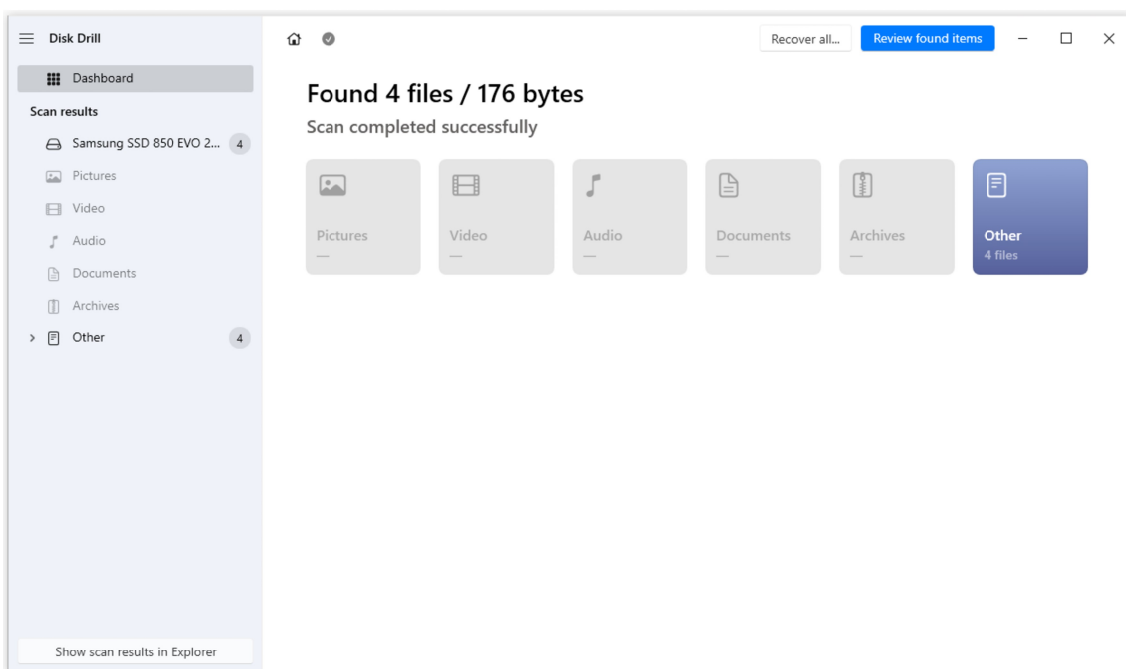 Disk Drill
Recover all...
Review found items
Dashboard
Scan results
Samsung SSD 850 EVO 2... 4
Pictures
Video
Audio
Documents
Archives
Other 4
Show scan results in Explorer
Found 4 files / 176 bytes
Scan completed successfully
Pictures
—
Video
—
Audio
—
Documents
—
Archives
—
Other
4 files